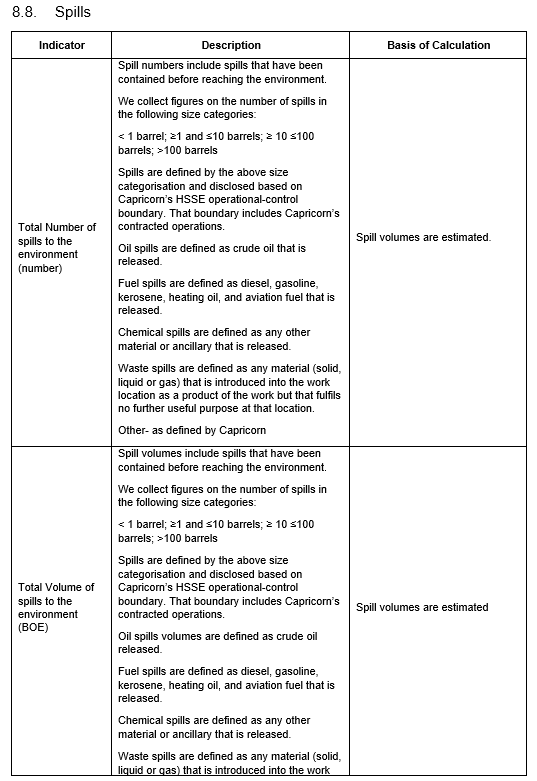 8.8. Spills
Indicator Description Basis of Calculation
Spill numbers include spills that have been
contained before reaching the environment.
We collect figures on the number of spills in
the following size categories:
< 1 barrel; ≥1 and ≤10 barrels; ≥ 10 ≤100
barrels; >100 barrels
Spills are defined by the above size
categorisation and disclosed based on
Capricorn's HSSE operational-control
boundary. That boundary includes Capricorn's
contracted operations.
Oil spills are defined as crude oil that is
released.
Fuel spills are defined as diesel, gasoline,
kerosene, heating oil, and aviation fuel that is
released.
Chemical spills are defined as any other
material or ancillary that is released.
Waste spills are defined as any material (solid,
liquid or gas) that is introduced into the work
location as a product of the work but that fulfils
no further useful purpose at that location.
Other- as defined by Capricorn
Total Number of
spills to the
environment
(number)
Spill volumes are estimated.
Spill volumes include spills that have been
contained before reaching the environment.
We collect figures on the number of spills in
the following size categories:
< 1 barrel; ≥1 and ≤10 barrels; ≥ 10 ≤100
barrels; >100 barrels
Spills are defined by the above size
categorisation and disclosed based on
Capricorn's HSSE operational-control
boundary. That boundary includes Capricorn's
contracted operations.
Oil spills volumes are defined as crude oil
released.
Fuel spills are defined as diesel, gasoline,
kerosene, heating oil, and aviation fuel that is
released.
Chemical spills are defined as any other
material or ancillary that is released.
Waste spills are defined as any material (solid,
liquid or gas) that is introduced into the work
Total Volume of
spills to the
environment
(BOE)
Spill volumes are estimated